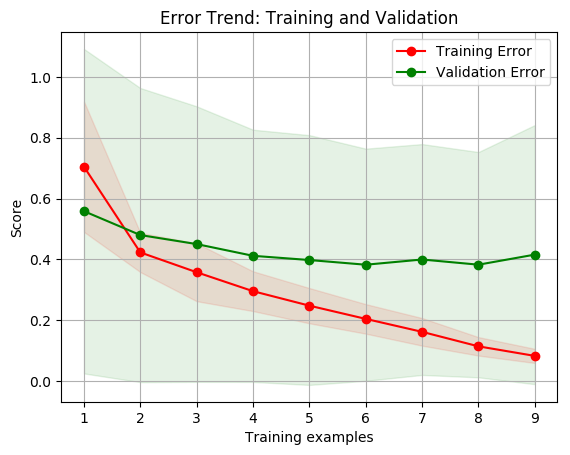 Error Trend: Training and Validation
Training Error
Validation Error
Score
1.0
0.8
0.6
0.4
0.2
0.0
1 2 3 4 5 6 7 8 9
Training examples